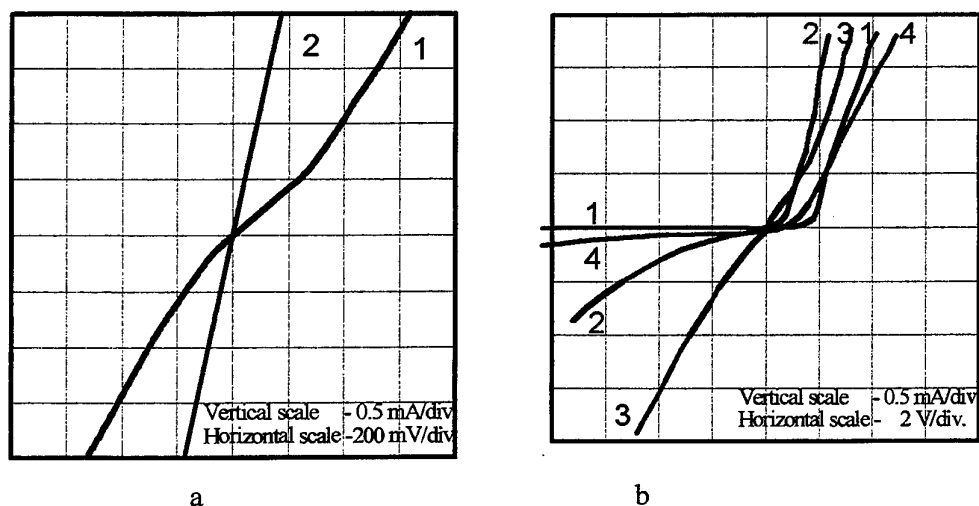 2
1
Vertical scale - 0.5 mA/div
Horizontal scale -200 mV/div
a
2 3 1 4
1
4
2
3
Vertical scale - 0.5 mA/div
Horizontal scale - 2 V/div.
b